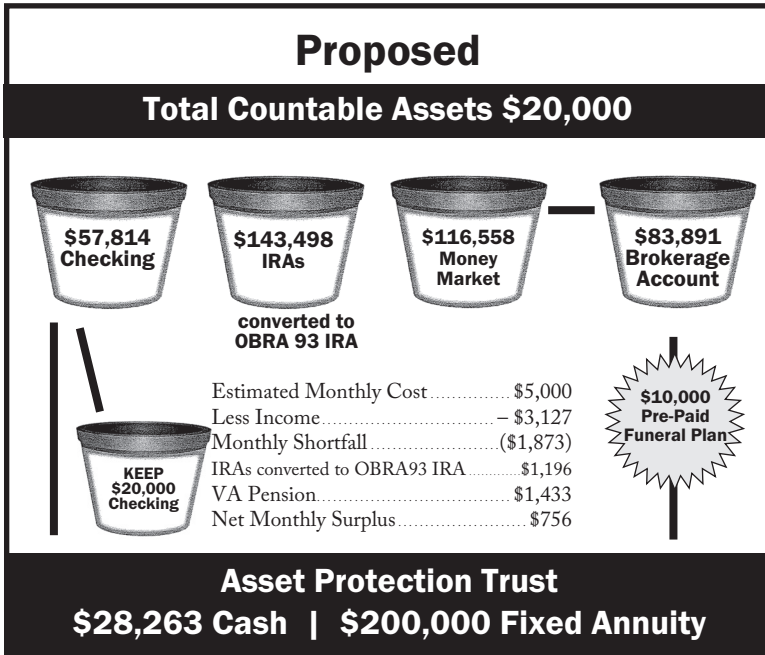 Proposed
Total Countable Assets $20,000
$57,814
Checking
$143,498
IRAs
converted to
OBRA 93 IRA
$116,558
Money
Market
$83,891
Brokerage
Account
KEEP
$20,000
Checking
Estimated Monthly Cost............... $5,000
Less Income................................– $3,127
Monthly Shortfall........................($1,873)
IRAs converted to OBRA93 IRA.............$1,196
VA Pension.................................... $1,433
Net Monthly Surplus........................ $756
$10,000
Pre-Paid
Funeral Plan
Asset Protection Trust
$28,263 Cash | $200,000 Fixed Annuity